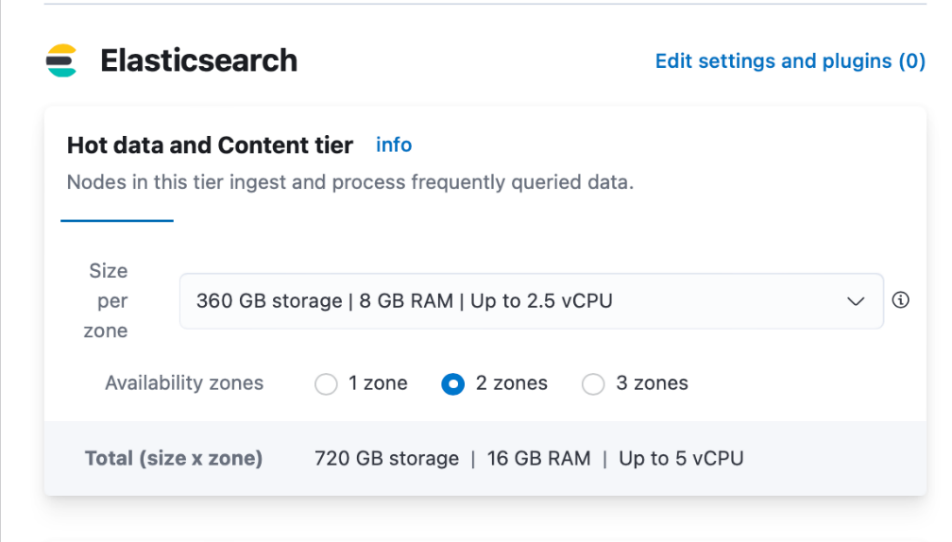 Elasticsearch
Edit settings and plugins (0)
Hot data and Content tier info
Nodes in this tier ingest and process frequently queried data.
Size
per
zone
360 GB storage | 8 GB RAM | Up to 2.5 vCPU
Availability zones
1 zone
2 zones
3 zones
Total (size x zone)
720 GB storage | 16 GB RAM | Up to 5 vCPU